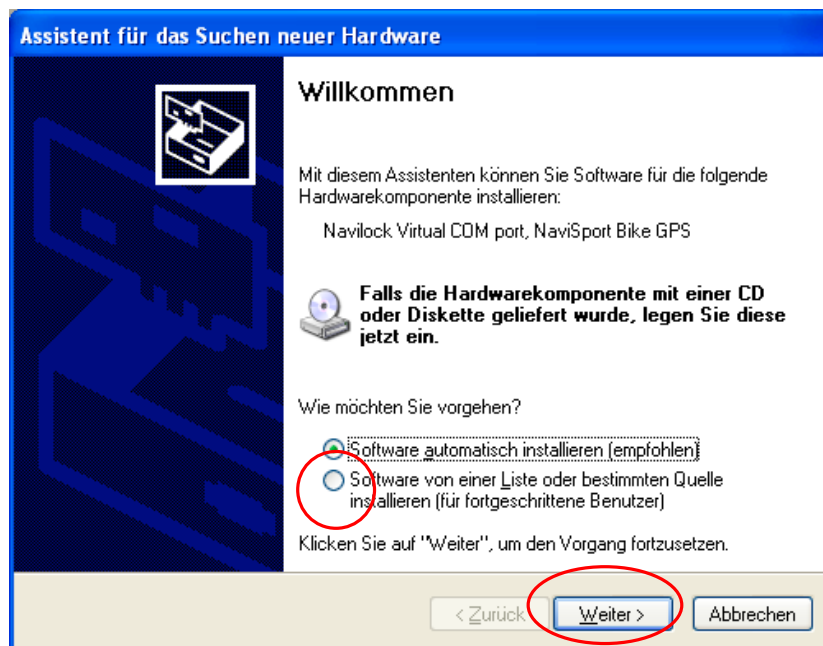 Assistent für das Suchen neuer Hardware
Willkommen
Mit diesem Assistenten können Sie Software für die folgende
Hardwarekomponente installieren:
Navilock Virtual COM port, NaviSport Bike GPS
Falls die Hardwarekomponente mit einer CD
oder Diskette geliefert wurde, legen Sie diese
jetzt ein.
Wie möchten Sie vorgehen?
Software automatisch installieren (empfohlen)
Software von einer Liste oder bestimmten Quelle
installieren (für fortgeschrittene Benutzer)
Klicken Sie auf "Weiter", um den Vorgang fortzusetzen.
< Zurück
Weiter >
Abbrechen